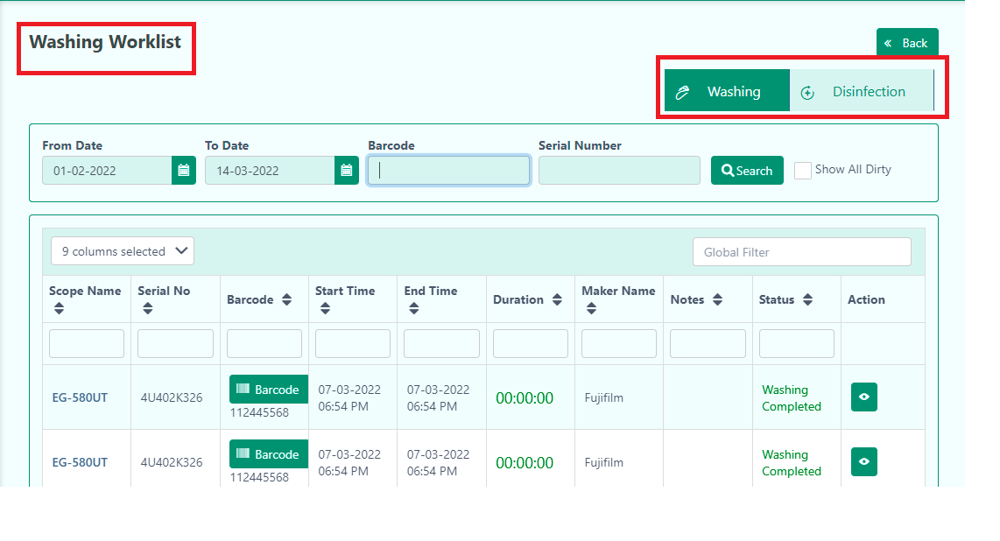 Washing Worklist
Back
Washing Disinfection
From Date To Date Barcode Serial Number
01-02-2022 14-03-2022 Search Show All Dirty
9 columns selected Global Filter
Scope Name Serial No Barcode Start Time End Time Duration Maker Name Notes Status Action
EG-580UT 4U402K326 Barcode 07-03-2022 07-03-2022 00:00:00 Fujifilm Washing
112445568 06:54 PM 06:54 PM Completed
EG-580UT 4U402K326 Barcode 07-03-2022 07-03-2022 00:00:00 Fujifilm Washing
112445568 06:54 PM 06:54 PM Completed